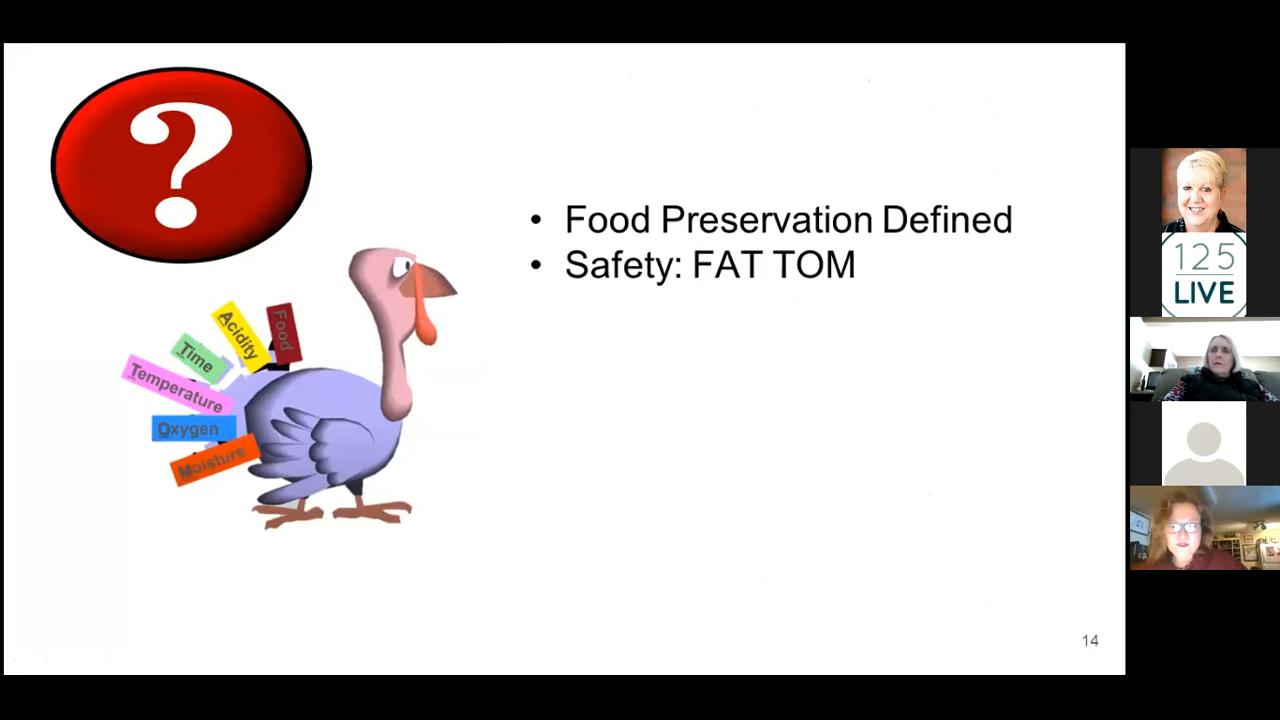 ?
• Food Preservation Defined
• Safety: FAT TOM
Food
Acidity
Time
Temperature
Oxygen
Moisture
14
125
LIVE